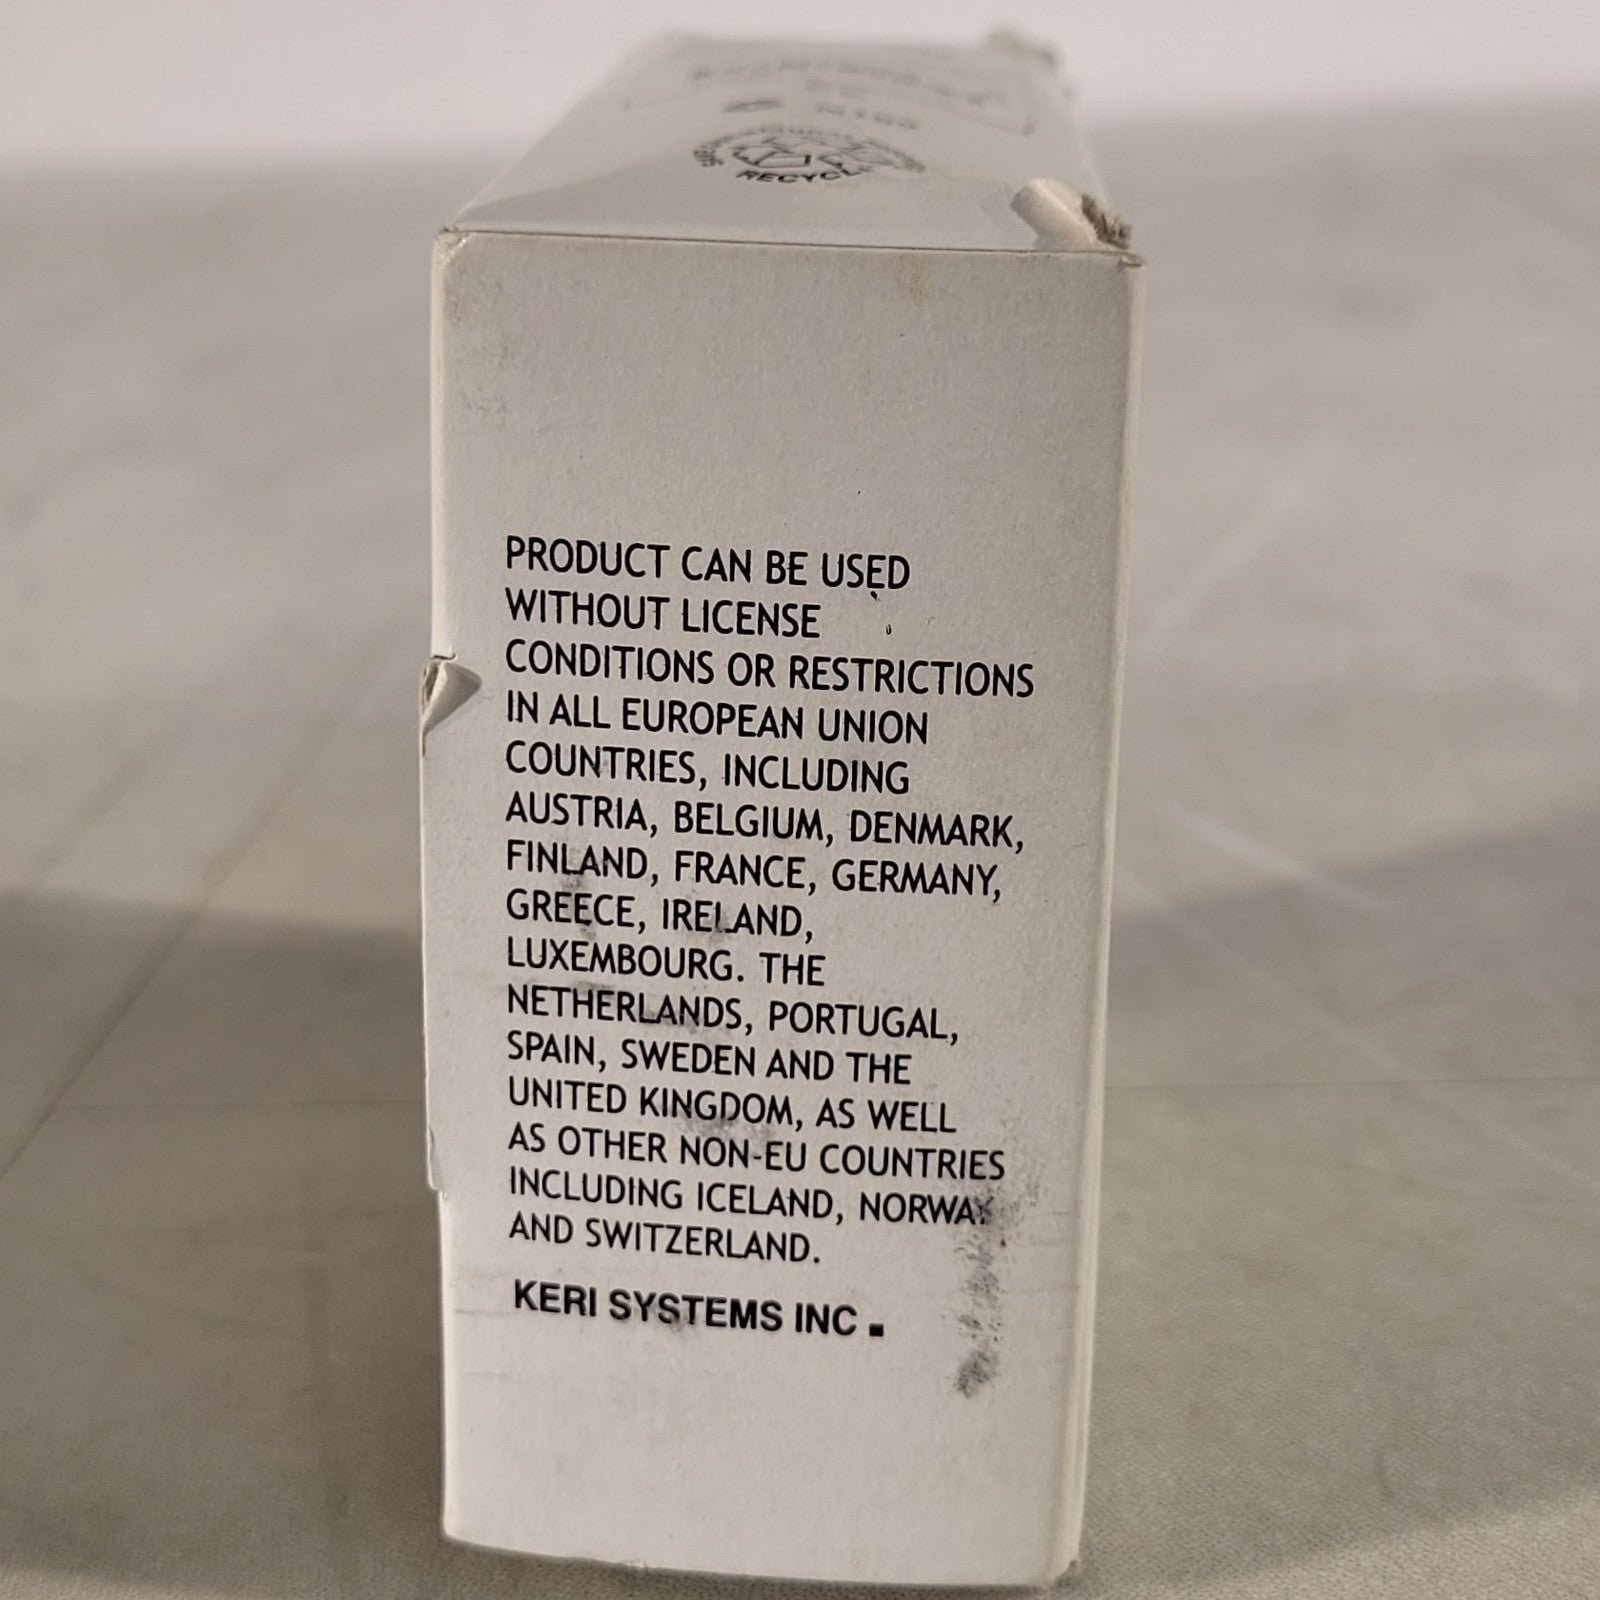 RECYCL
PRODUCT CAN BE USED
WITHOUT LICENSE
CONDITIONS OR RESTRICTIONS
IN ALL EUROPEAN UNION
COUNTRIES, INCLUDING
AUSTRIA, BELGIUM, DENMARK,
FINLAND, FRANCE, GERMANY,
GREECE, IRELAND,
LUXEMBOURG. THE
NETHERLANDS, PORTUGAL,
SPAIN, SWEDEN AND THE
UNITED KINGDOM, AS WELL
AS OTHER NON-EU COUNTRIES
INCLUDING ICELAND, NORWAY
AND SWITZERLAND.
KERI SYSTEMS INC.